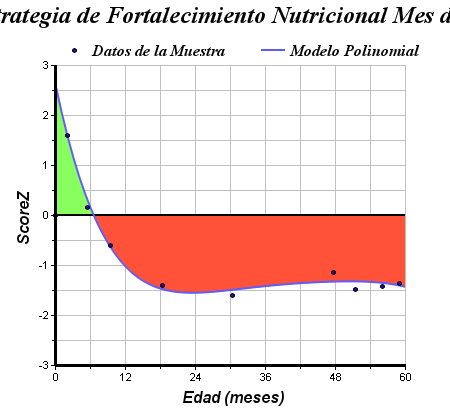 trategia de Fortalecimiento Nutricional Mes d
Datos de la Muestra Modelo Polinomial
3
2
1
0
-1
-2
-3
ScoreZ
0 12 24 36 48 60
Edad (meses)